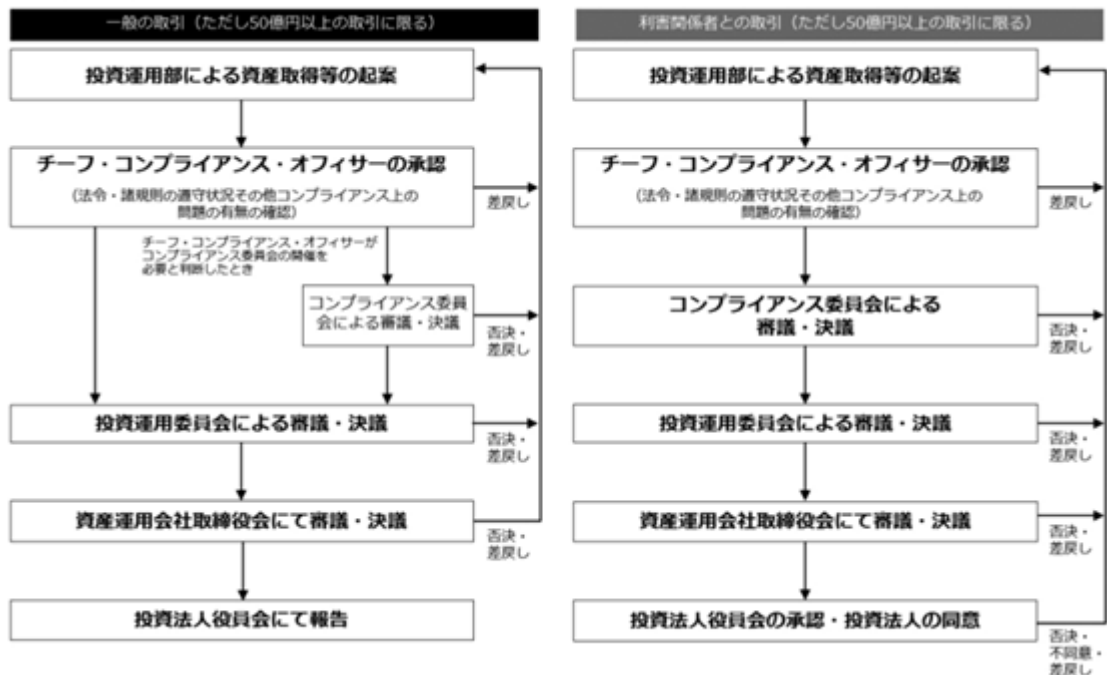 一般の取引（ただし50億円以上の取引に限る）
投資運用部による資産取得等の起案
チーフ・コンプライアンス・オフィサーの承認
（法令・諸規則の遵守状況その他コンプライアンス上の
問題の有無の確認）
差戻し
チーフ・コンプライアンス・オフィサーが
コンプライアンス委員会の開催を
必要と判断したとき
コンプライアンス委員
会による審議・決議
否決・
差戻し
投資運用委員会による審議・決議
否決・
差戻し
資産運用会社取締役会にて審議・決議
否決・
差戻し
投資法人役員会にて報告
利害関係者との取引（ただし50億円以上の取引に限る）
投資運用部による資産取得等の起案
チーフ・コンプライアンス・オフィサーの承認
（法令・諸規則の遵守状況その他コンプライアンス上の
問題の有無の確認）
差戻し
コンプライアンス委員会による
審議・決議
否決・
差戻し
投資運用委員会による審議・決議
否決・
差戻し
資産運用会社取締役会にて審議・決議
否決・
差戻し
投資法人役員会の承認・投資法人の同意
否決・
不同意・
差戻し